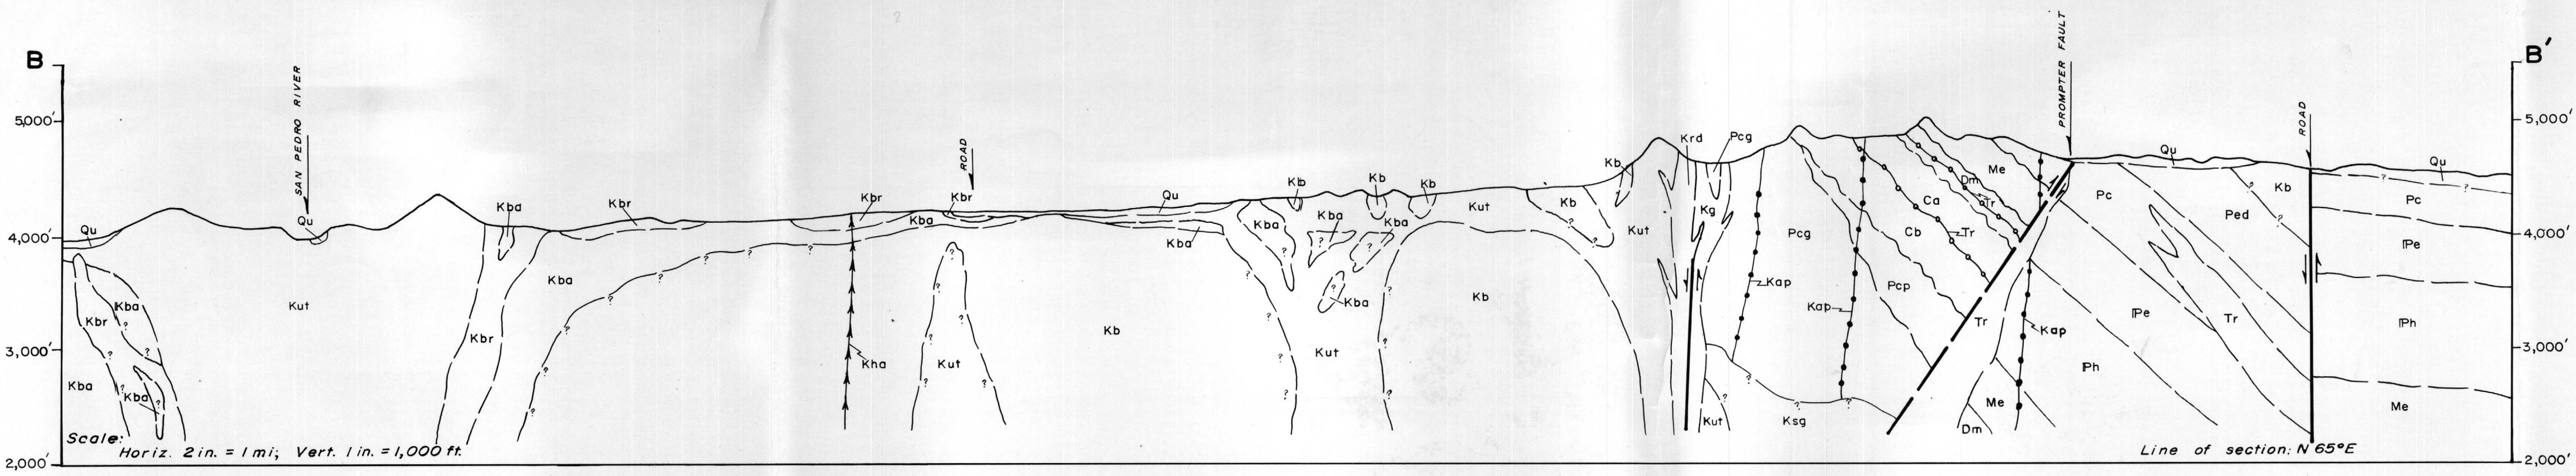 B
B'
SAN PEDRO RIVER
ROAD
PROMPTER FAULT
ROAD
5,000'
4,000'
3,000'
2,000'
5,000'
4,000'
3,000'
2,000'
Qu
Qu
Kba
Kbr
Kbr
Kbr
Kba
Qu
Kb
Kb
Kb
Kb
Krd
Pcg
Qu
Qu
Kba
Kba
Kba
Kba
Kut
Kb
Kut
Kg
Me
Dm
Tr
Ca
Pc
Ped
Kb
Pc
Kba
Kbr
Kut
Kba
Kba
Kb
Pcg
Cb
Tr
ℙe
Kap
Pcp
Kap
Tr
Kap
ℙe
Tr
ℙh
Kba
Kbr
Kha
Kut
Kb
Kut
ℙh
Kba
Me
Me
Kut
Ksg
Dm
? ? ? ? ? ? ? ? ? ? ? ? ? ? ? ? ? ? ? ? ? ? ? ? ? ? ? ? ? ? ? ? ? ? ? ? ? ?
Scale:
Horiz. 2 in. = 1 mi; Vert. 1 in. = 1,000 ft.
Line of section: N 65°E